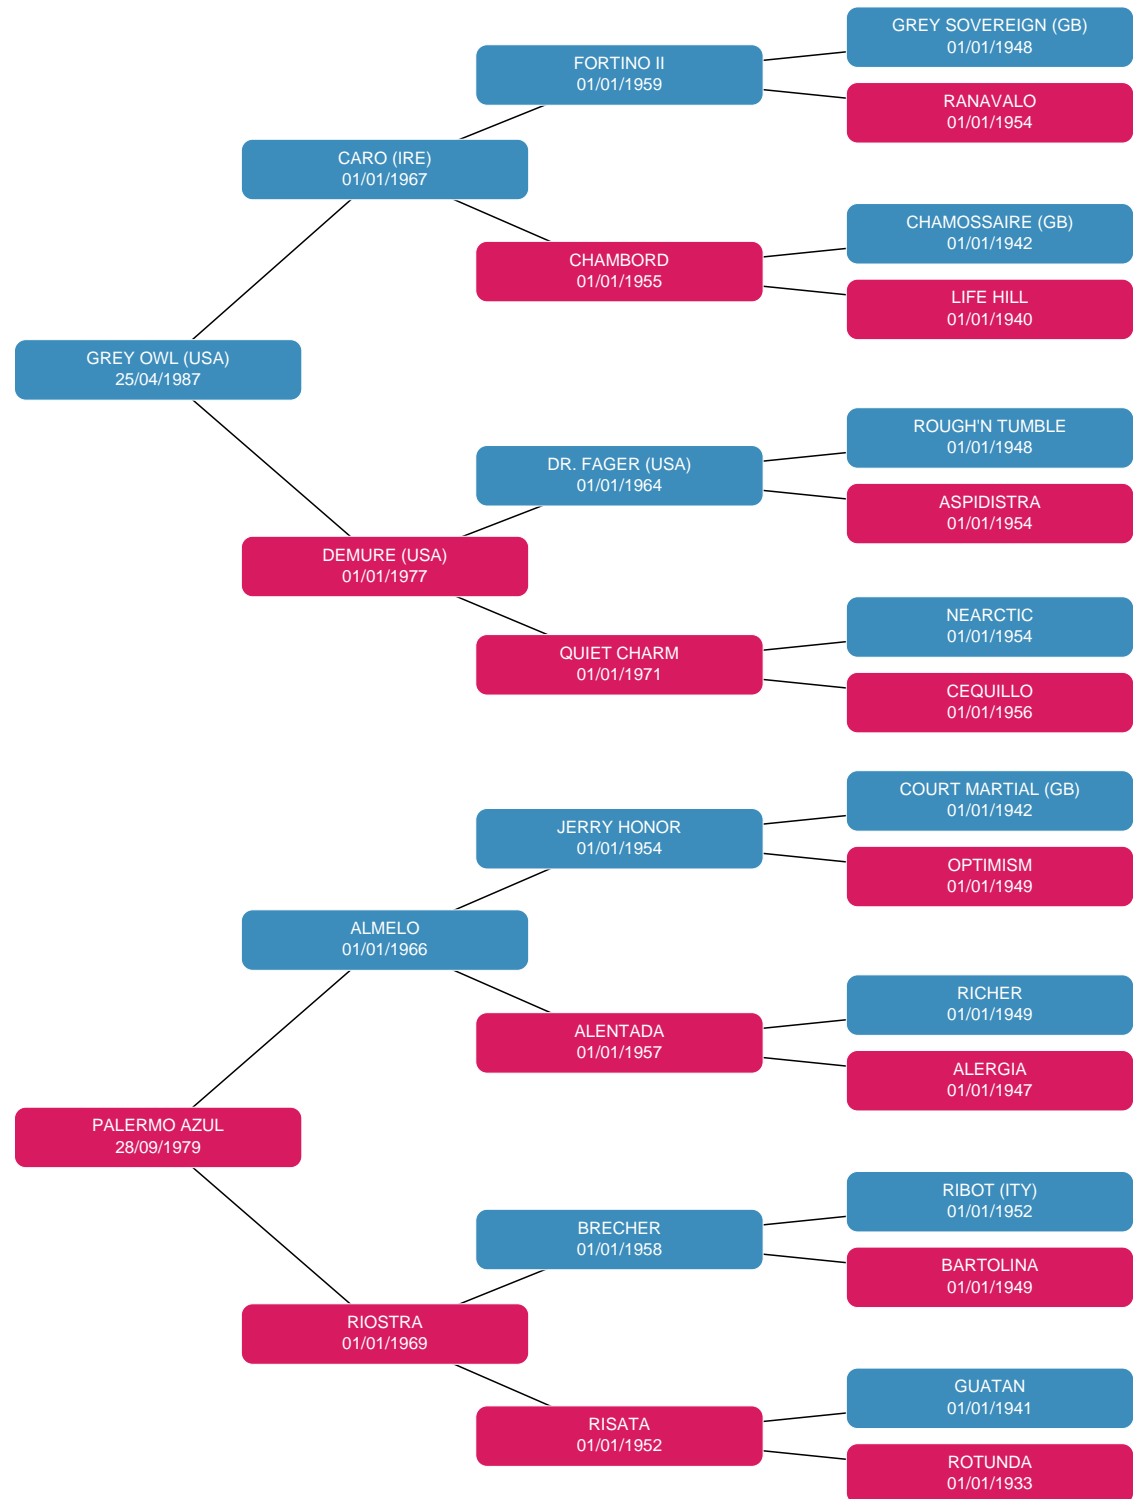 GREY SOVEREIGN (GB)
01/01/1948
FORTINO II
01/01/1959
RANAVALO
01/01/1954
CARO (IRE)
01/01/1967
CHAMOSSAIRE (GB)
01/01/1942
CHAMBORD
01/01/1955
LIFE HILL
01/01/1940
GREY OWL (USA)
25/04/1987
ROUGH'N TUMBLE
01/01/1948
DR. FAGER (USA)
01/01/1964
ASPIDISTRA
01/01/1954
DEMURE (USA)
01/01/1977
NEARCTIC
01/01/1954
QUIET CHARM
01/01/1971
CEQUILLO
01/01/1956
COURT MARTIAL (GB)
01/01/1942
JERRY HONOR
01/01/1954
OPTIMISM
01/01/1949
ALMELO
01/01/1966
RICHER
01/01/1949
ALENTADA
01/01/1957
ALERGIA
01/01/1947
PALERMO AZUL
28/09/1979
RIBOT (ITY)
01/01/1952
BRECHER
01/01/1958
BARTOLINA
01/01/1949
RIOSTRA
01/01/1969
GUATAN
01/01/1941
RISATA
01/01/1952
ROTUNDA
01/01/1933